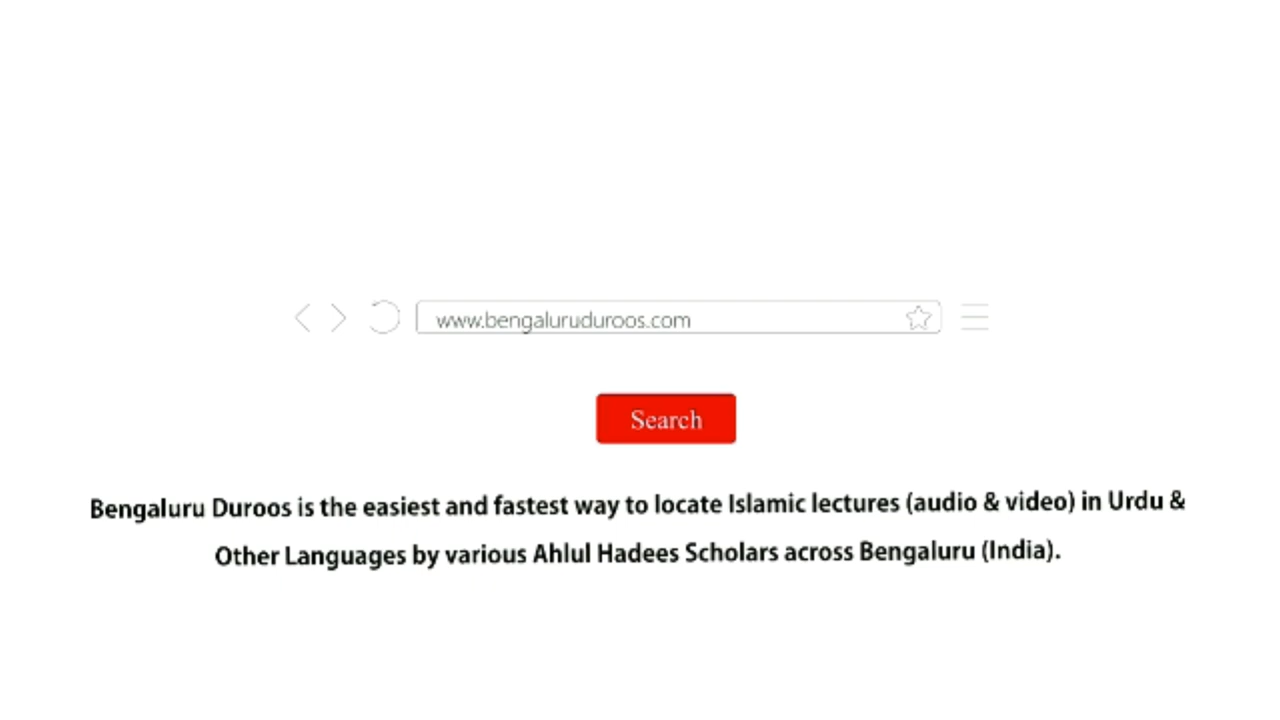 www.bengaluruduroos.com
Search
Bengaluru Duroos is the easiest and fastest way to locate Islamic lectures (audio & video) in Urdu &
Other Languages by various Ahlul Hadees Scholars across Bengaluru (India).